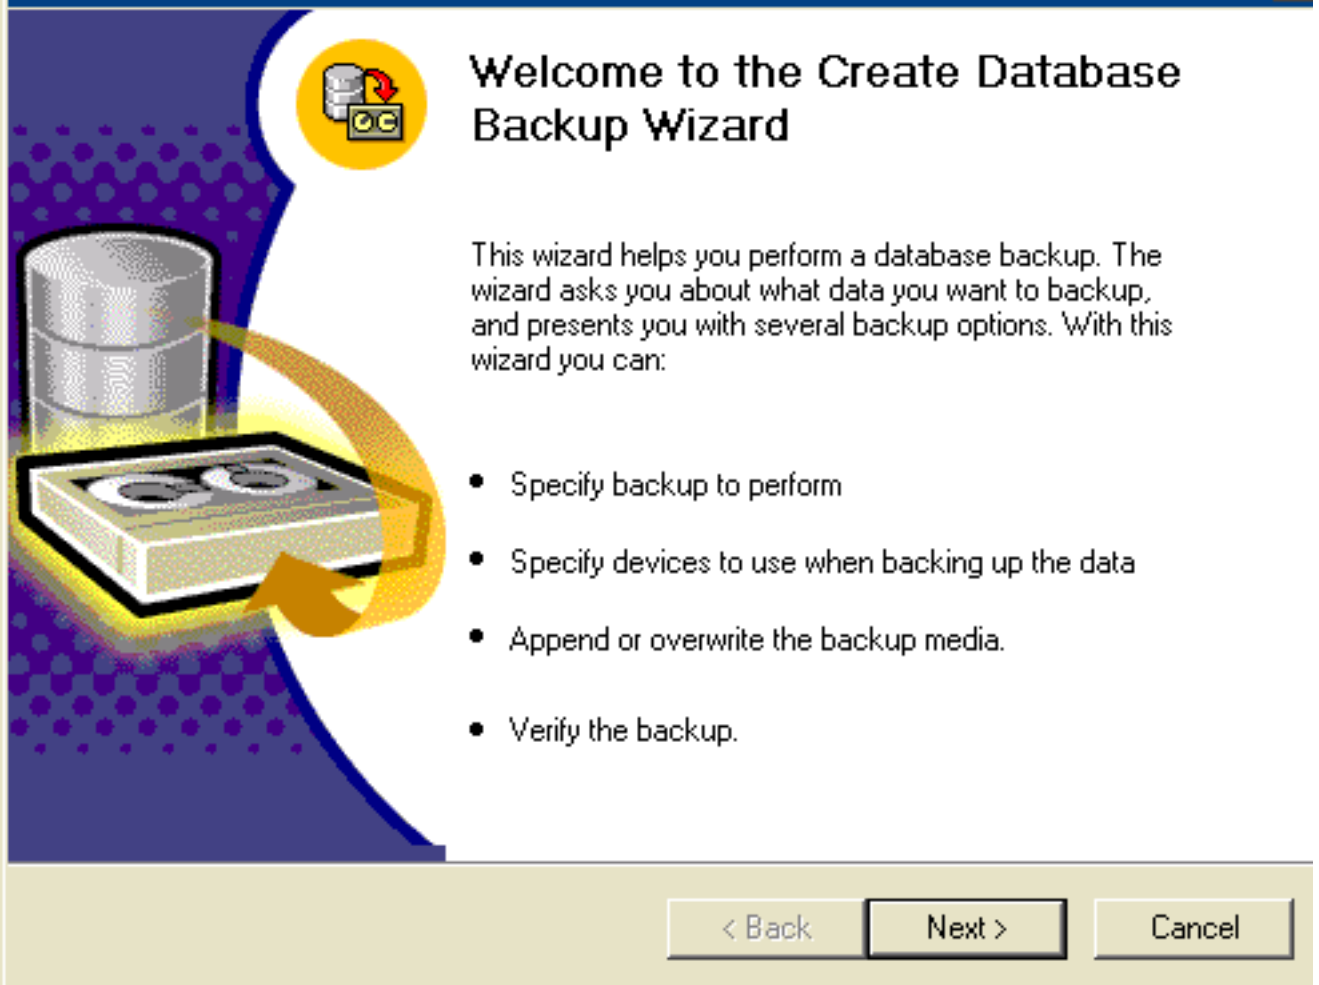 Welcome to the Create Database
Backup Wizard
This wizard helps you perform a database backup. The
wizard asks you about what data you want to backup,
and presents you with several backup options. With this
wizard you can:
• Specify backup to perform
• Specify devices to use when backing up the data
• Append or overwrite the backup media.
• Verify the backup.
< Back Next > Cancel